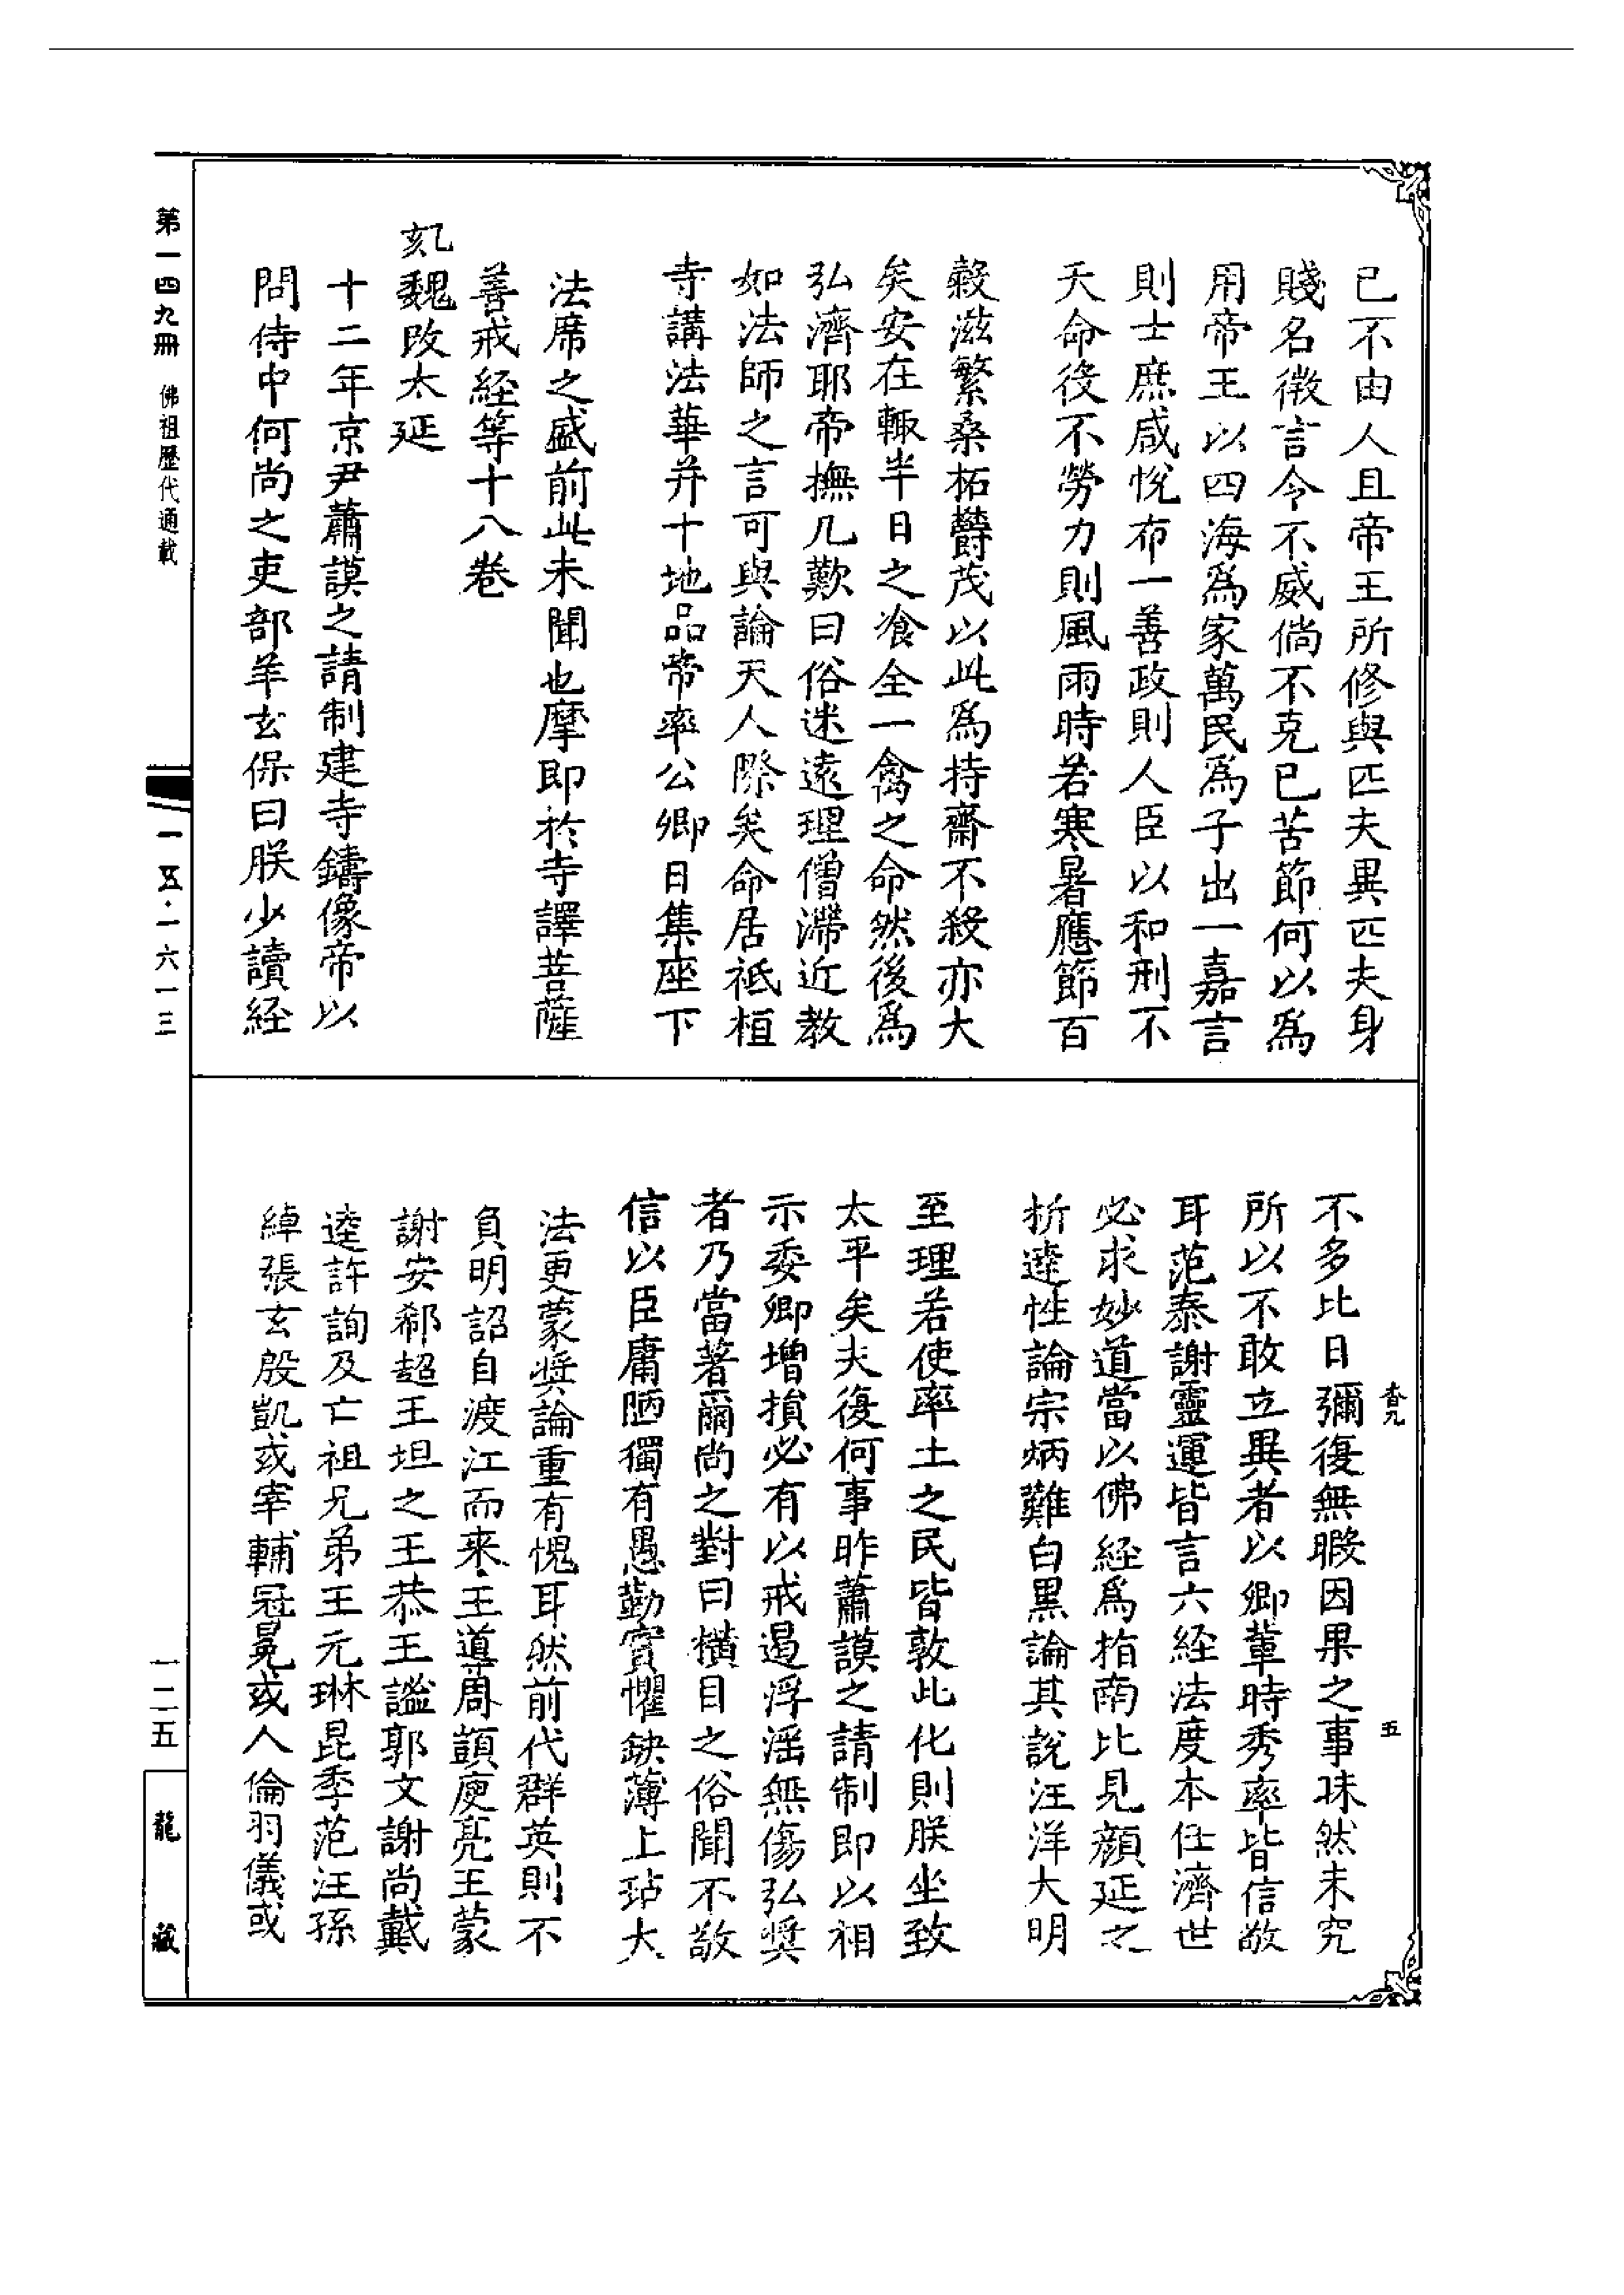 已不由人且帝王所修與匹夫異匹夫身
賤名微言令不威倘不克已苦節何以爲
用帝王以四海爲家萬民爲子出一嘉言
則士庶咸悅布一善政則人臣以和刑不
夭命役不勞力則風雨時若寒暑應節百
穀滋繁桑柘欝茂以此爲持齋不殺亦大
矣安在輟半日之飡全一禽之命然後爲
弘濟耶帝撫几歎曰俗迷遠理僧滯近教
如法師之言可與論天人際矣命居祇桓
寺講法華并十地品帝率公卿日集座下
法席之盛前此未聞也摩即於寺譯菩薩
善戒経等十八卷
乙亥魏改太延
十二年京尹蕭謨之請制建寺鑄像帝以
問侍中何尚之吏部羊玄保曰朕少讀経
不多比日彌復無暇因果之事昧然未究
所以不敢立異者以卿輩時秀率皆信敬
耳范泰謝靈運皆言六経法度本任濟世
必求妙道當以佛経爲指南比見顔延之
折達性論宗炳難白黒論其說汪洋大明
至理若使率土之民皆敦此化則朕坐致
太平矣夫復何事昨蕭謨之請制即以相
示委卿增損必有以戒遏浮滛無傷弘奬
者乃當著爾尚之對曰橫目之俗聞不敬
信以臣庸陋獨有愚勤實懼缺薄上玷大
法更蒙奬論重有愧耳然前代群英則不
負明詔自渡江而来王導周顗庾亮王蒙
謝安郗超王坦之王恭王謐郭文謝尚戴
逵許詢及亡祖兄弟王元琳昆季范汪孫
綽張玄殷凱或宰輔冠冕或人倫羽儀或
第一四九冊 佛祖歷代通載
一五·一六一三
一二五
龍藏
杳九
五